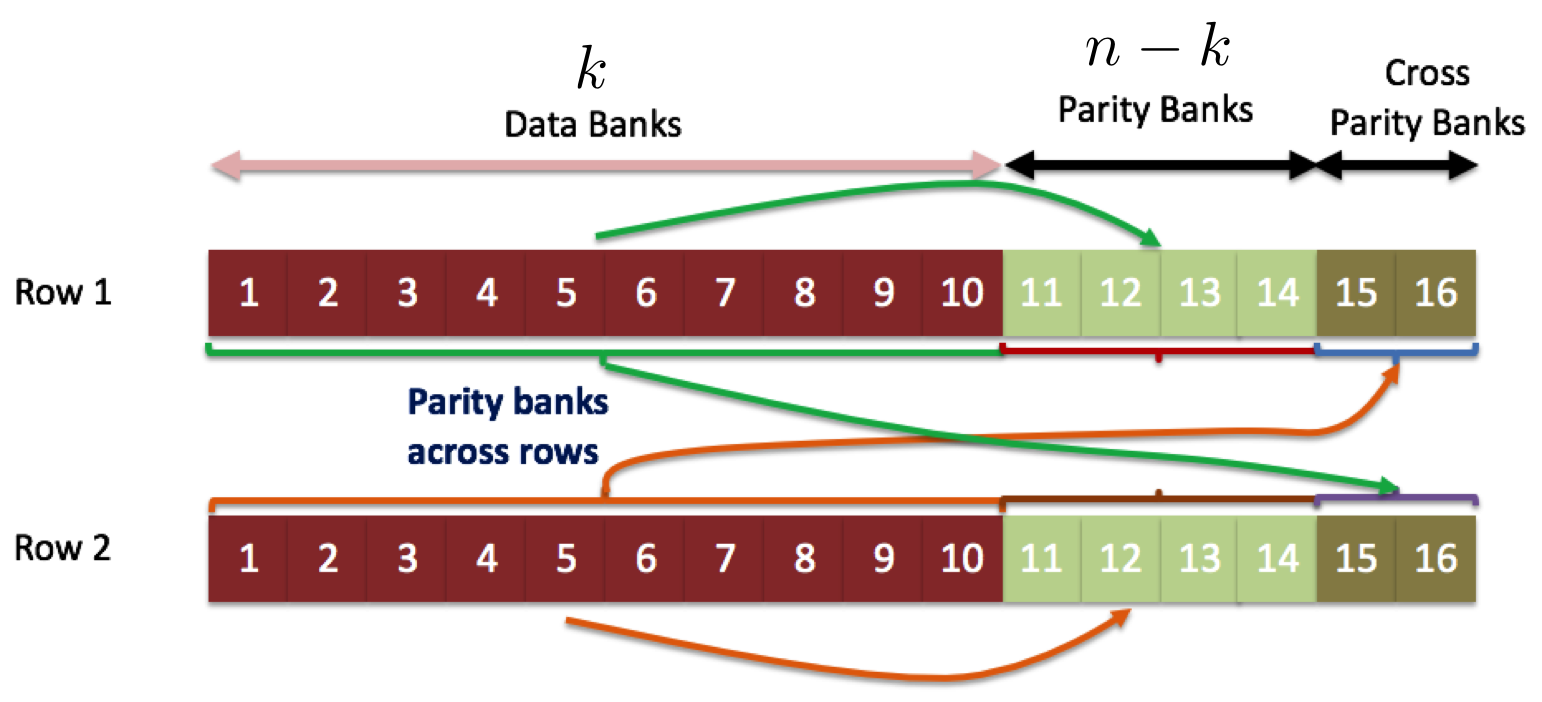 k
Data Banks
n − k
Parity Banks
Cross
Parity Banks
Row 1
1 2 3 4 5 6 7 8 9 10 11 12 13 14 15 16
Parity banks
across rows
Row 2
1 2 3 4 5 6 7 8 9 10 11 12 13 14 15 16